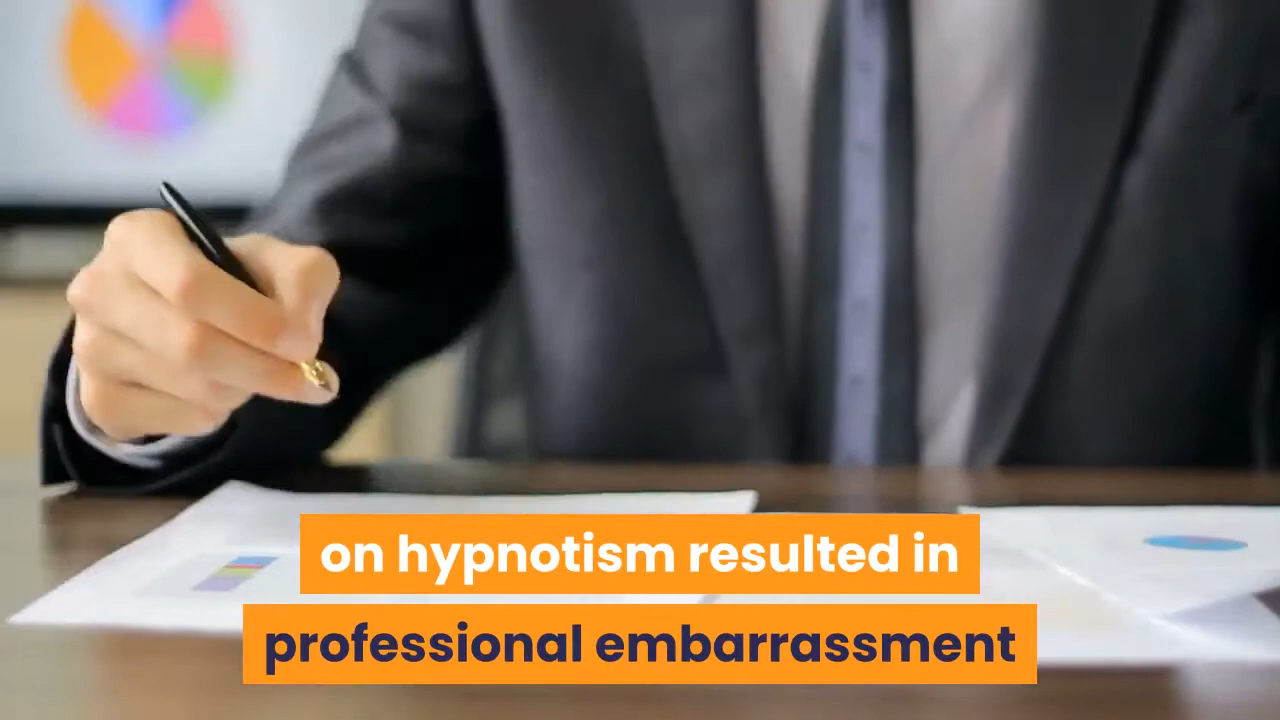 on hypnotism resulted in
professional embarrassment